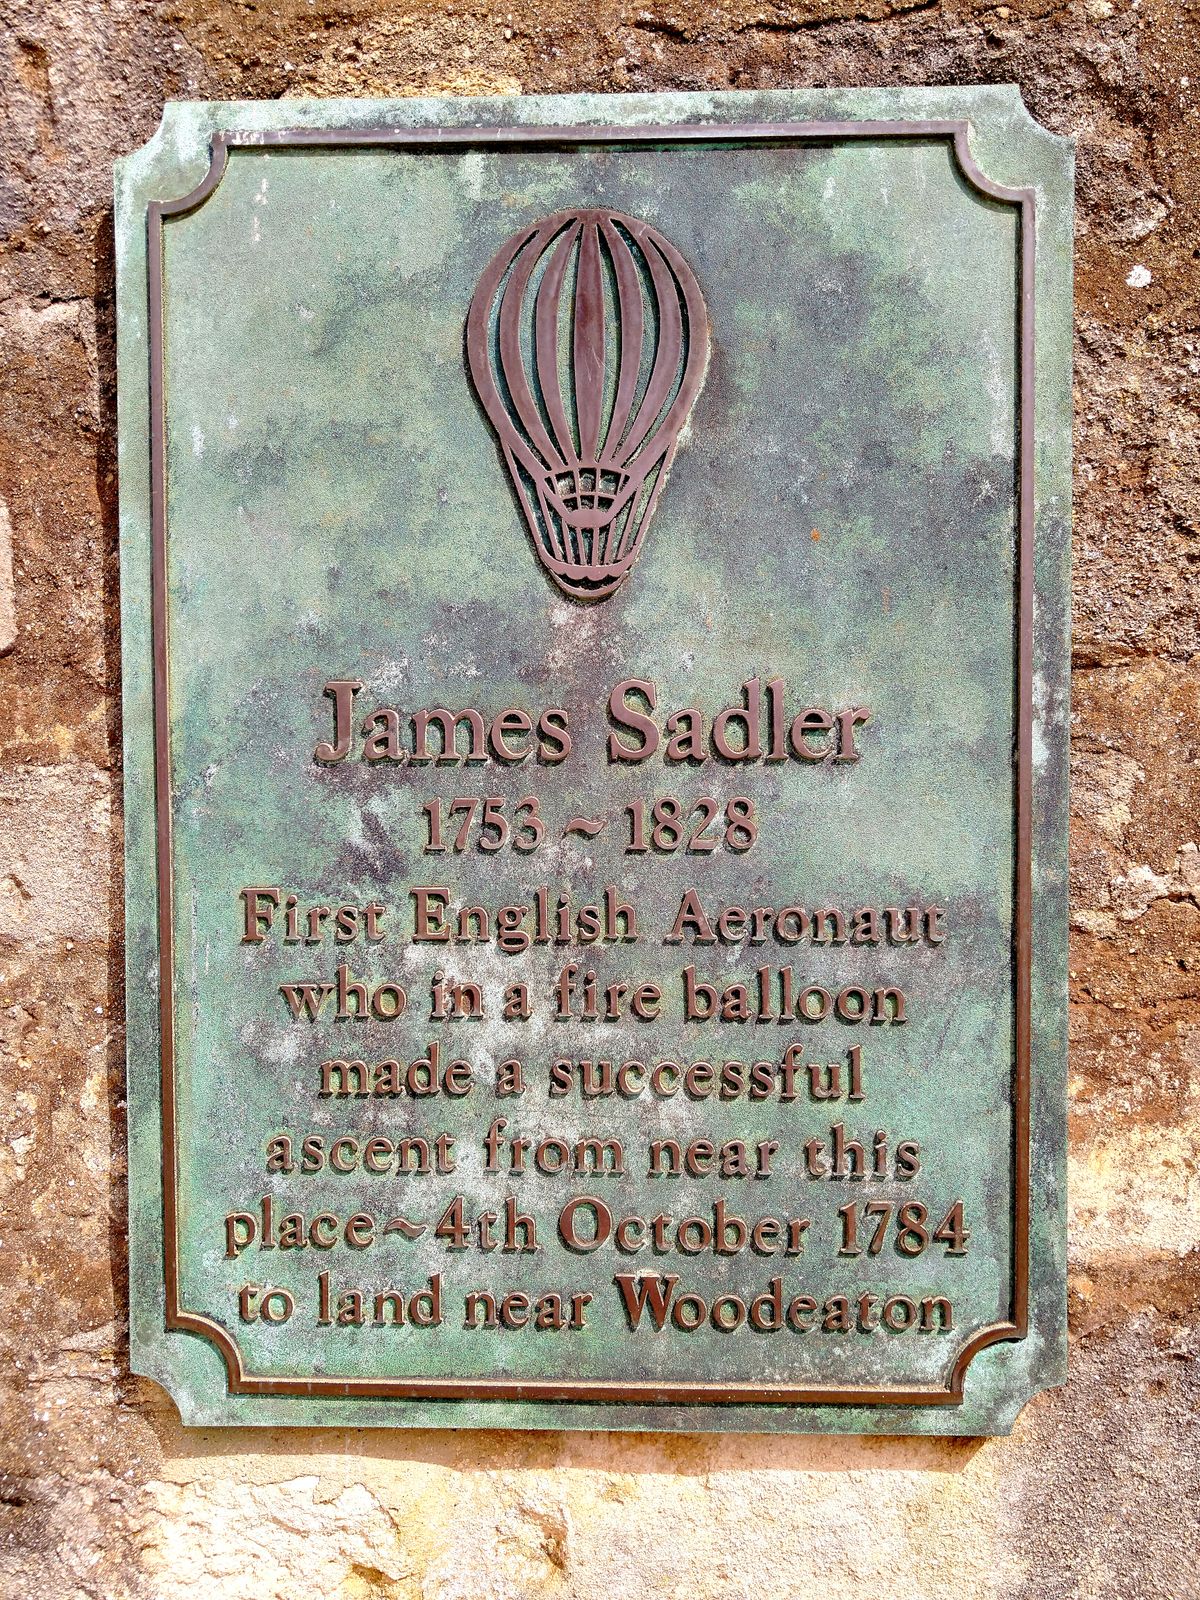 James Sadler
1753 ~ 1828
First English Aeronaut
who in a fire balloon
made a successful
ascent from near this
place ~ 4th October 1784
to land near Woodeaton